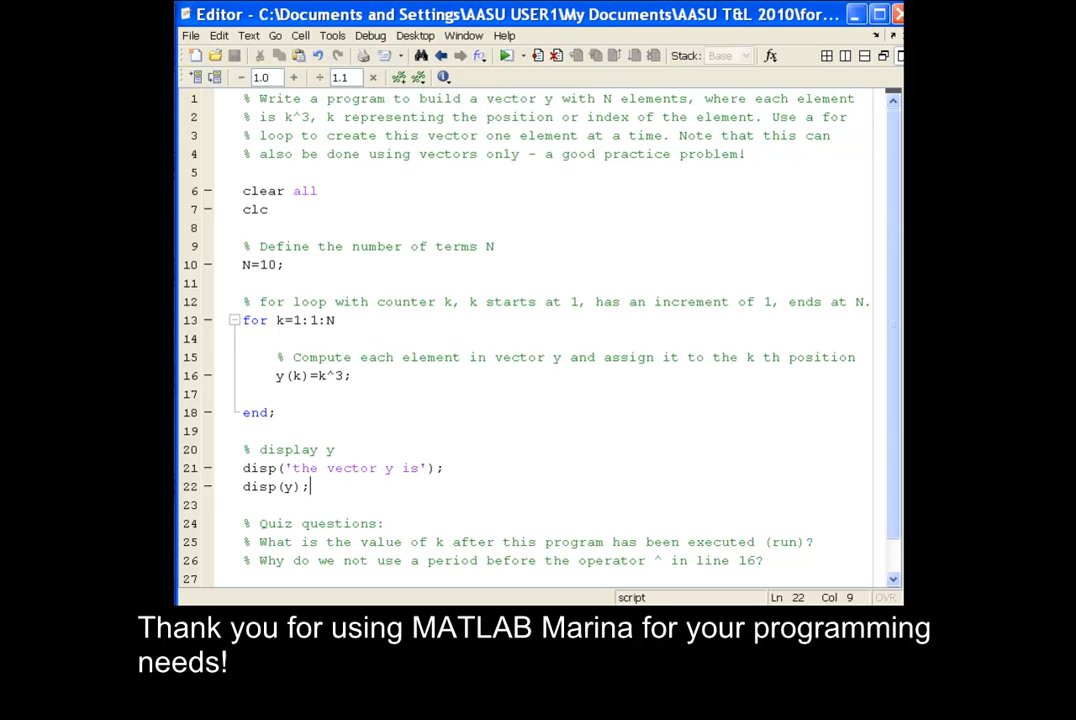 Editor - C:\Documents and Settings\AASU USER1\My Documents\AASU T&L 2010\for...
File Edit Text Go Cell Tools Debug Desktop Window Help
Stack: Base fx
- 1.0 + ÷ 1.1 ×
1 % Write a program to build a vector y with N elements, where each element
2 % is k^3, k representing the position or index of the element. Use a for
3 % loop to create this vector one element at a time. Note that this can
4 % also be done using vectors only - a good practice problem!
5
6 - clear all
7 - clc
8
9 % Define the number of terms N
10 - N=10;
11
12 % for loop with counter k, k starts at 1, has an increment of 1, ends at N.
13 - for k=1:1:N
14
15 % Compute each element in vector y and assign it to the k th position
16 - y(k)=k^3;
17
18 - end;
19
20 % display y
21 - disp('the vector y is');
22 - disp(y);
23
24 % Quiz questions:
25 % What is the value of k after this program has been executed (run)?
26 % Why do we not use a period before the operator ^ in line 16?
27
script Ln 22 Col 9 OVR
Thank you for using MATLAB Marina for your programming
needs!